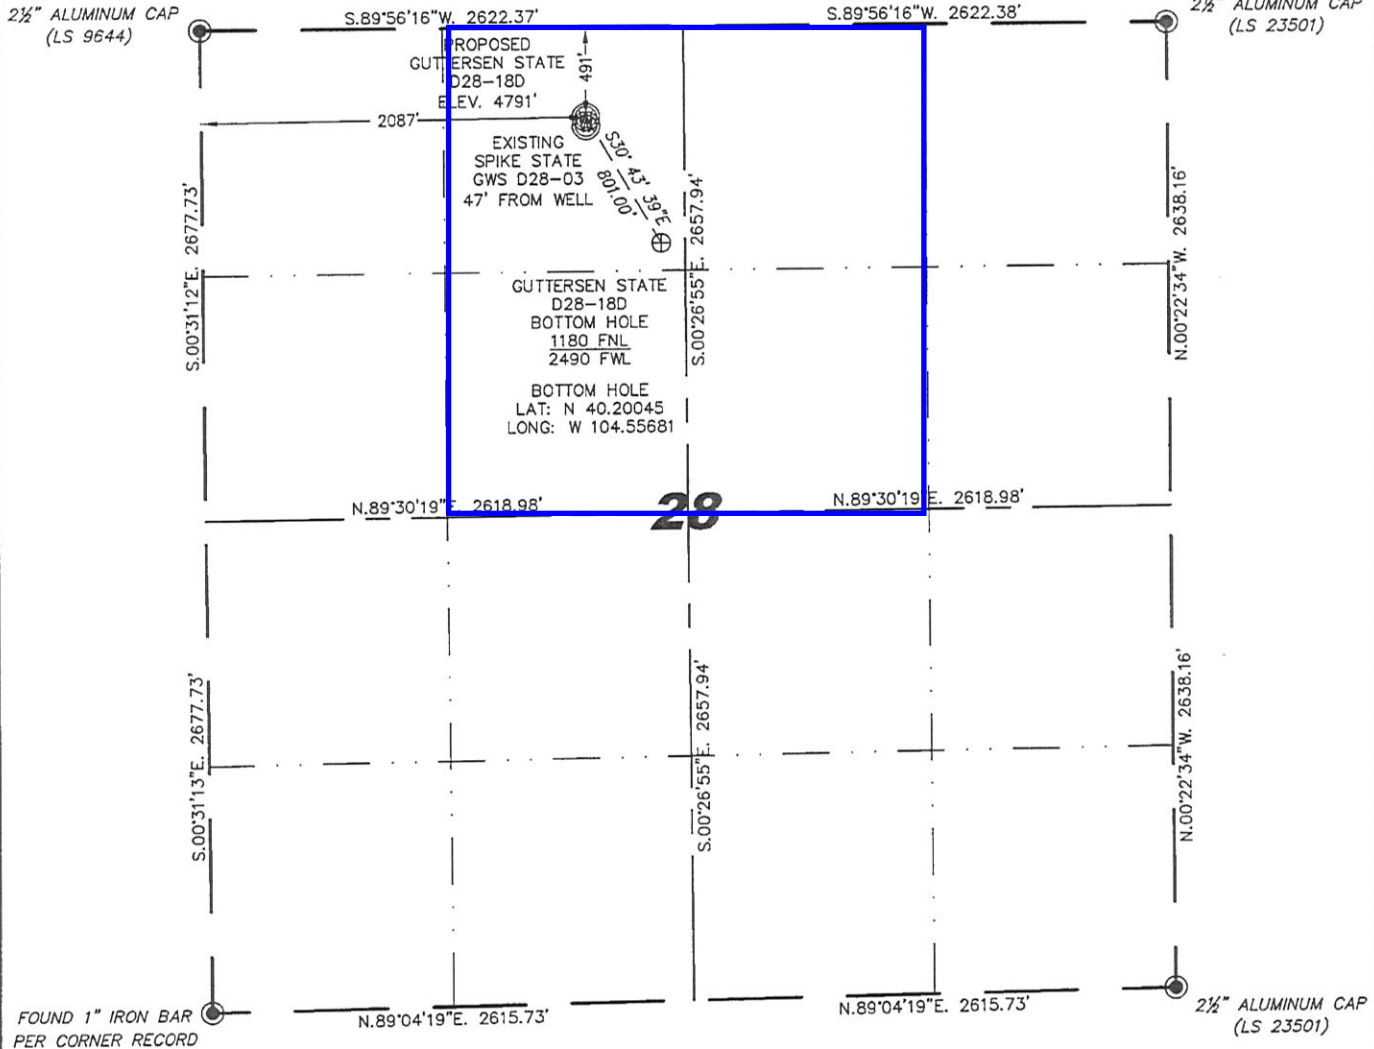 2½" ALUMINUM CAP
(LS 9644)
S.89°56'16"W. 2622.37'
S.89°56'16"W. 2622.38'
2½" ALUMINUM CAP
(LS 23501)
PROPOSED
GUTTERSEN STATE
D28-18D
ELEV. 4791'
491'
2087'
EXISTING
SPIKE STATE
GWS D28-03
47' FROM WELL
S30° 43' 39"E
801.00'
S.00°31'12"E. 2677.73'
S.00°26'55"E. 2657.94'
N.00°22'34"W. 2638.16'
GUTTERSEN STATE
D28-18D
BOTTOM HOLE
1180 FNL
2490 FWL
BOTTOM HOLE
LAT: N 40.20045
LONG: W 104.55681
N.89°30'19"E. 2618.98'
28
N.89°30'19"E. 2618.98'
S.00°31'13"E. 2677.73'
S.00°26'55"E. 2657.94'
N.00°22'34"W. 2638.16'
FOUND 1" IRON BAR
PER CORNER RECORD
N.89°04'19"E. 2615.73'
N.89°04'19"E. 2615.73'
2½" ALUMINUM CAP
(LS 23501)